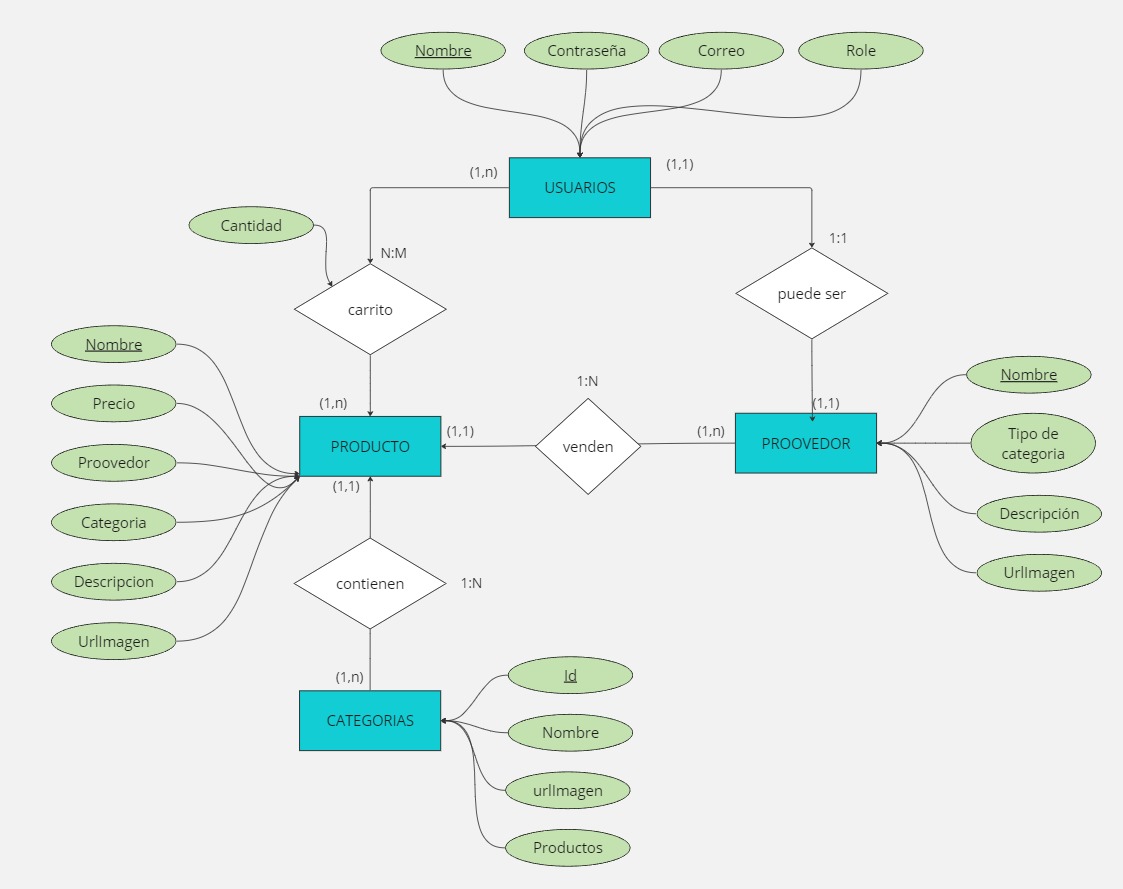 Nombre
Contraseña
Correo
Role
(1,n)
USUARIOS
(1,1)
Cantidad
N:M
1:1
carrito
puede ser
Nombre
Precio
Proovedor
Categoria
Descripcion
UrlImagen
(1,n)
PRODUCTO
(1,1)
(1,1)
1:N
venden
(1,n)
(1,1)
PROOVEDOR
Nombre
Tipo de
categoria
Descripción
UrlImagen
contienen
1:N
(1,n)
CATEGORIAS
Id
Nombre
urlImagen
Productos